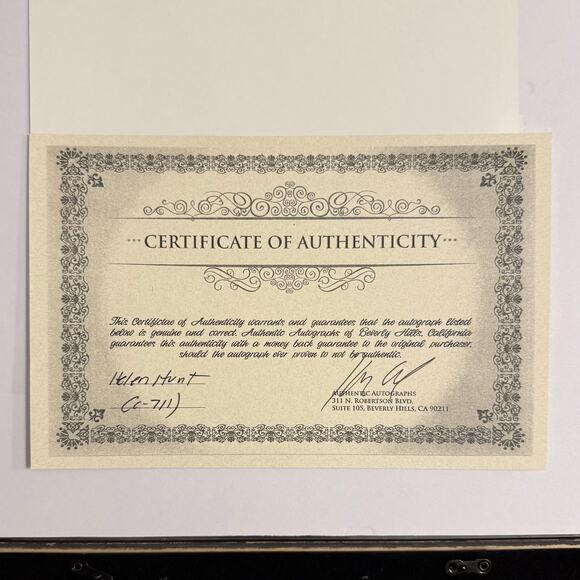 CERTIFICATE OF AUTHENTICITY
This Certifictae of Authenticity warrants and guarantees that the autograph listed
below is genuine and correct. Authentic Autographs of Beverly Hills, California
guarantees this authenticity with a money back guarantee to the original purchaser,
should the autograph ever proven to not be authentic.
Helen Hunt
AUTHENTIC AUTOGRAPHS
311 N. ROBERTSON BLVD.
SUITE 105, BEVERLY HILLS, CA 90211